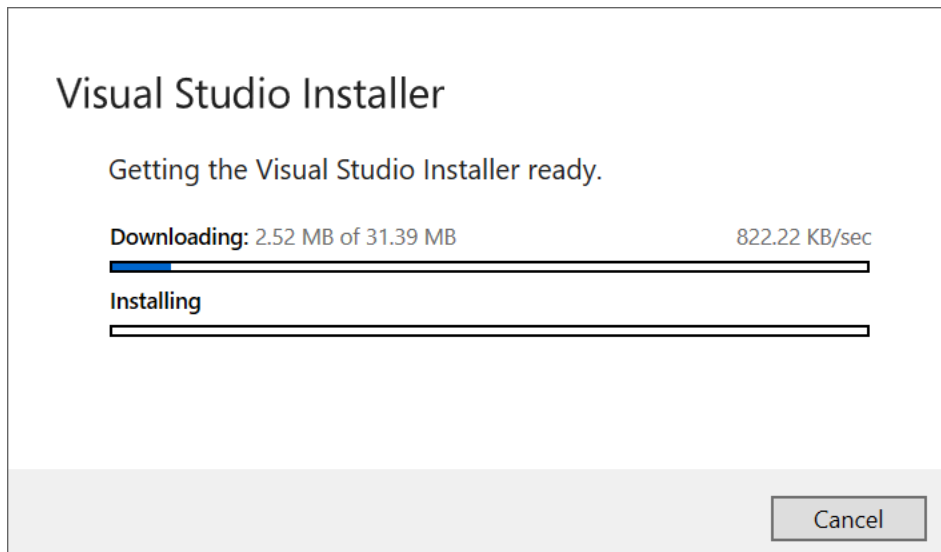 Visual Studio Installer
Getting the Visual Studio Installer ready.
Downloading: 2.52 MB of 31.39 MB 822.22 KB/sec
Installing
Cancel